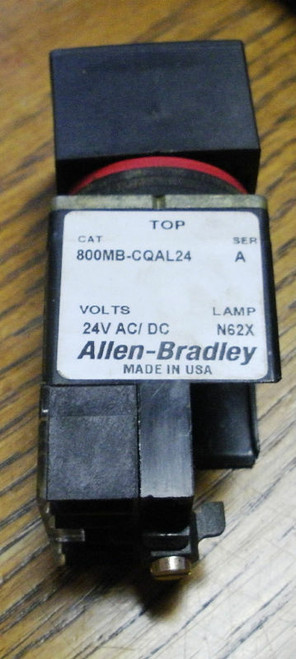 TOP
CAT SER
800MB-CQAL24 A
VOLTS LAMP
24V AC/DC N62X
Allen-Bradley
MADE IN USA